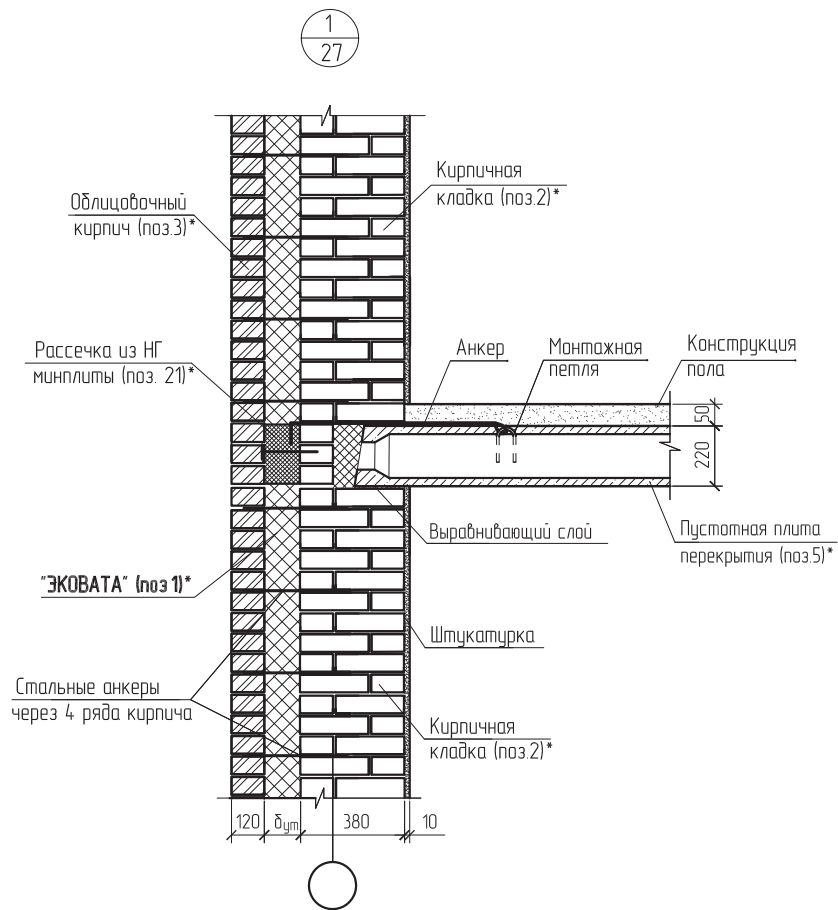 1
27
Кирпичная
кладка (поз.2)*
Облицовочный
кирпич (поз.3)*
Рассечка из НГ
минплиты (поз. 21)*
Анкер
Монтажная
петля
Конструкция
пола
50
220
Выравнивающий слой
Пустотная плита
перекрытия (поз.5)*
"ЭКОВАТА" (поз 1)*
Штукатурка
Стальные анкеры
через 4 ряда кирпича
Кирпичная
кладка (поз.2)*
120 δут 380 10